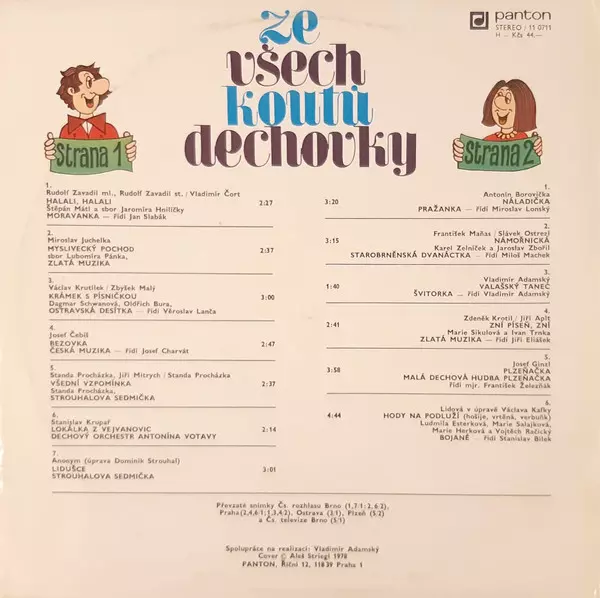 ze
všech
koutů
dechovky
panton
STEREO / 11 0711
H – Kčs 44,—
Strana 1
Strana 2
1.
Rudolf Zavadil ml., Rudolf Zavadil st. / Vladimír Čort
HALALI, HALALI
Štěpán Mátl a sbor Jaromíra Hniličky
MORAVANKA — řídí Jan Slabák
2:27
2.
Miroslav Juchelka
MYSLIVECKÝ POCHOD
sbor Lubomíra Pánka,
ZLATÁ MUZIKA
2:37
3.
Václav Krutílek / Zbyšek Malý
KRÁMEK S PÍSNIČKOU
Dagmar Schwanová, Oldřich Bura,
OSTRAVSKÁ DESÍTKA — řídí Věroslav Lanča
3:00
4.
Josef Čebiš
REZOVKA
ČESKÁ MUZIKA — řídí Josef Charvát
2:47
5.
Standa Procházka, Jiří Mitrych / Standa Procházka
VŠEDNÍ VZPOMÍNKA
Standa Procházka,
STROUHALOVA SEDMIČKA
2:37
6.
Stanislav Krupař
LOKÁLKA Z VEJVANOVIC
DECHOVÝ ORCHESTR ANTONÍNA VOTAVY
2:14
7.
Anonym (úprava Dominik Strouhal)
LIDUŠCE
STROUHALOVA SEDMIČKA
3:01
1.
Antonín Borovička
3:20 NÁLADIČKA
PRAŽANKA — řídí Miroslav Lonský
2.
František Maňas / Slávek Ostrezí
3:15 NÁMOŘNICKÁ
Karel Zelníček a Jaroslav Zbořil
STAROBRNĚNSKÁ DVANÁCTKA — řídí Miloš Machek
3.
Vladimír Adamský
1:40 VALAŠSKÝ TANEC
ŠVITORKA — řídí Vladimír Adamský
4.
Zdeněk Krotil / Jiří Aplt
2:41 ZNÍ PÍSEŇ, ZNÍ
Marie Sikulová a Ivan Trnka
ZLATÁ MUZIKA — řídí Jiří Eliášek
5.
Josef Ginzl
3:58 PLZEŇAČKA
MALÁ DECHOVÁ HUDBA PLZEŇAČKA
řídí mjr. František Železňák
6.
Lidová v úpravě Václava Kafky
4:44 HODY NA PODLUŽÍ (hošije, vrtěná, verbuňk)
Ludmila Esterková, Marie Salajková,
Marie Herková a Vojtěch Račický
BOJANÉ — řídí Stanislav Bílek
Převzaté snímky Čs. rozhlasu Brno (1,7:1; 2,6:2),
Praha (2,4,6:1; 1,3,4:2), Ostrava (3:1), Plzeň (5:2)
a Čs. televize Brno (5:1)
Spolupráce na realizaci: Vladimír Adamský
Cover © Aleš Striegl 1978
PANTON, Říční 12, 118 39 Praha 1